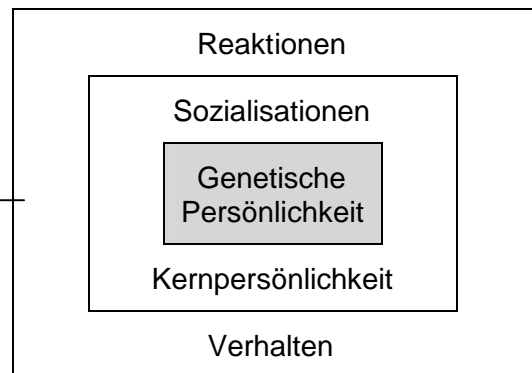 Reaktionen
Sozialisationen
Genetische
Persönlichkeit
Kernpersönlichkeit
Verhalten